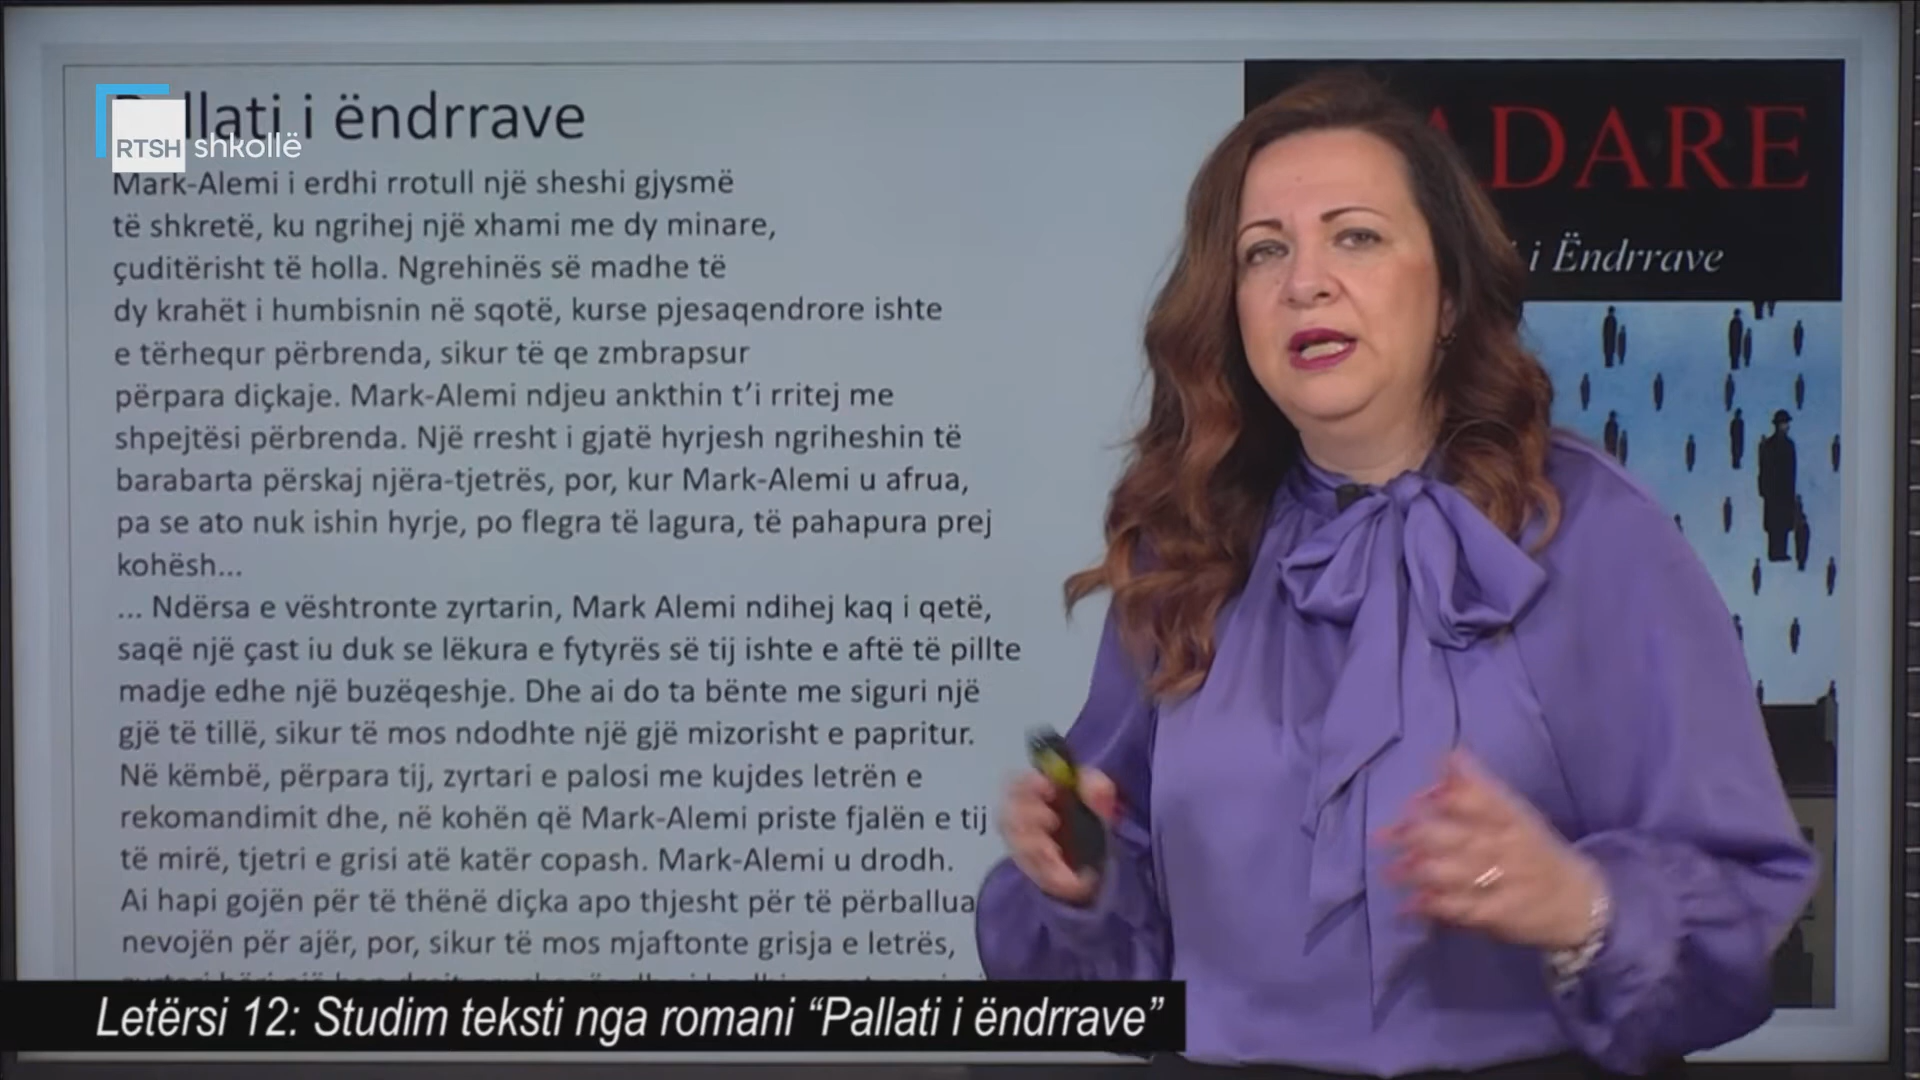 Pallati i ëndrrave
RTSH shkollë
Mark-Alemi i erdhi rrotull një sheshi gjysmë
të shkretë, ku ngrihej një xhami me dy minare,
çuditërisht të holla. Ngrehinës së madhe të
dy krahët i humbisnin në sqotë, kurse pjesaqendrore ishte
e tërhequr përbrenda, sikur të qe zmbrapsur
përpara diçkaje. Mark-Alemi ndjeu ankthin t’i rritej me
shpejtësi përbrenda. Një rresht i gjatë hyrjesh ngriheshin të
barabarta përskaj njëra-tjetrës, por, kur Mark-Alemi u afrua,
pa se ato nuk ishin hyrje, po flegra të lagura, të pahapura prej
kohësh...
... Ndërsa e vështronte zyrtarin, Mark Alemi ndihej kaq i qetë,
saqë një çast iu duk se lëkura e fytyrës së tij ishte e aftë të pillte
madje edhe një buzëqeshje. Dhe ai do ta bënte me siguri një
gjë të tillë, sikur të mos ndodhte një gjë mizorisht e papritur.
Në këmbë, përpara tij, zyrtari e palosi me kujdes letrën e
rekomandimit dhe, në kohën që Mark-Alemi priste fjalën e tij
të mirë, tjetri e grisi atë katër copash. Mark-Alemi u drodh.
Ai hapi gojën për të thënë diçka apo thjesht për të përballua
nevojën për ajër, por, sikur të mos mjaftonte grisja e letrës,
ADARE
i Ëndrrave
Letërsi 12: Studim teksti nga romani “Pallati i ëndrrave”